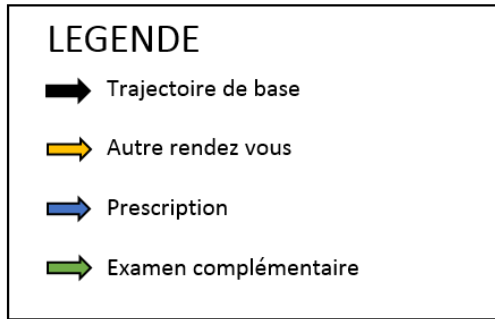 LEGENDE
Trajectoire de base
Autre rendez vous
Prescription
Examen complémentaire